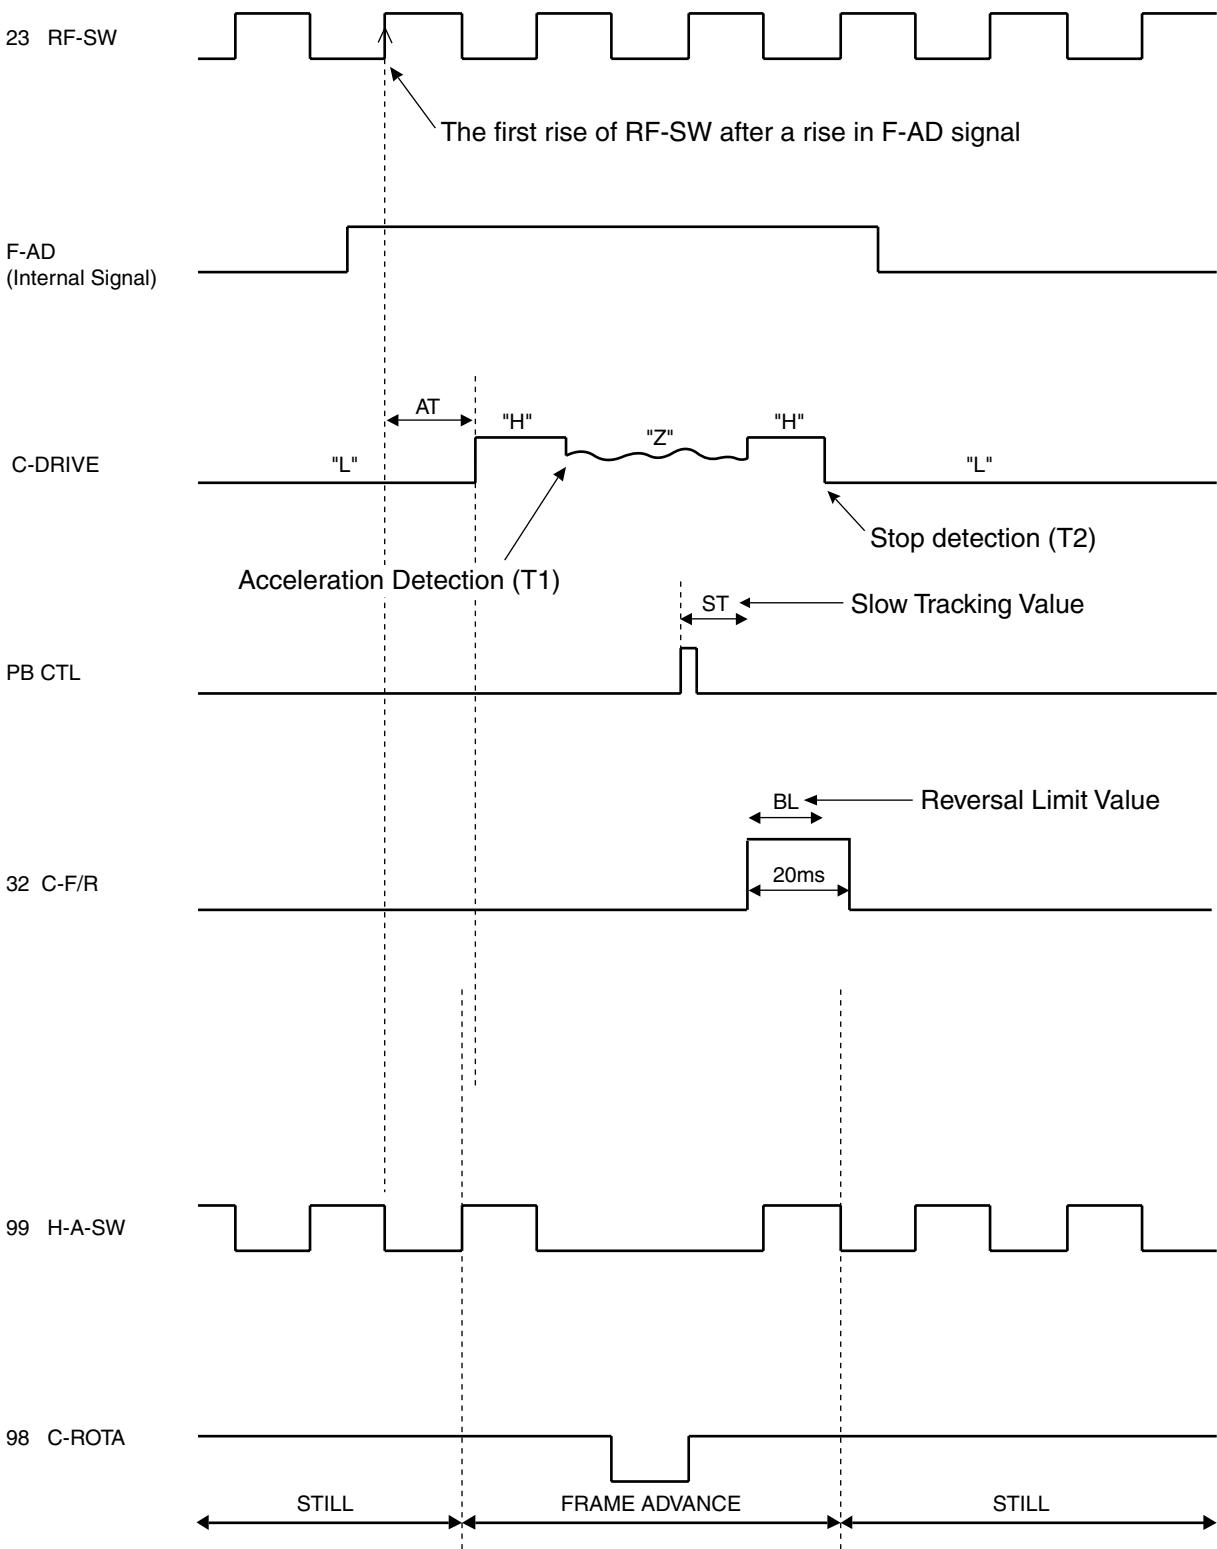 23 RF-SW
The first rise of RF-SW after a rise in F-AD signal
F-AD
(Internal Signal)
AT
"H"
"Z"
"H"
C-DRIVE
"L"
"L"
Stop detection (T2)
Acceleration Detection (T1)
ST
Slow Tracking Value
PB CTL
BL
Reversal Limit Value
32 C-F/R
20ms
99 H-A-SW
98 C-ROTA
STILL
FRAME ADVANCE
STILL